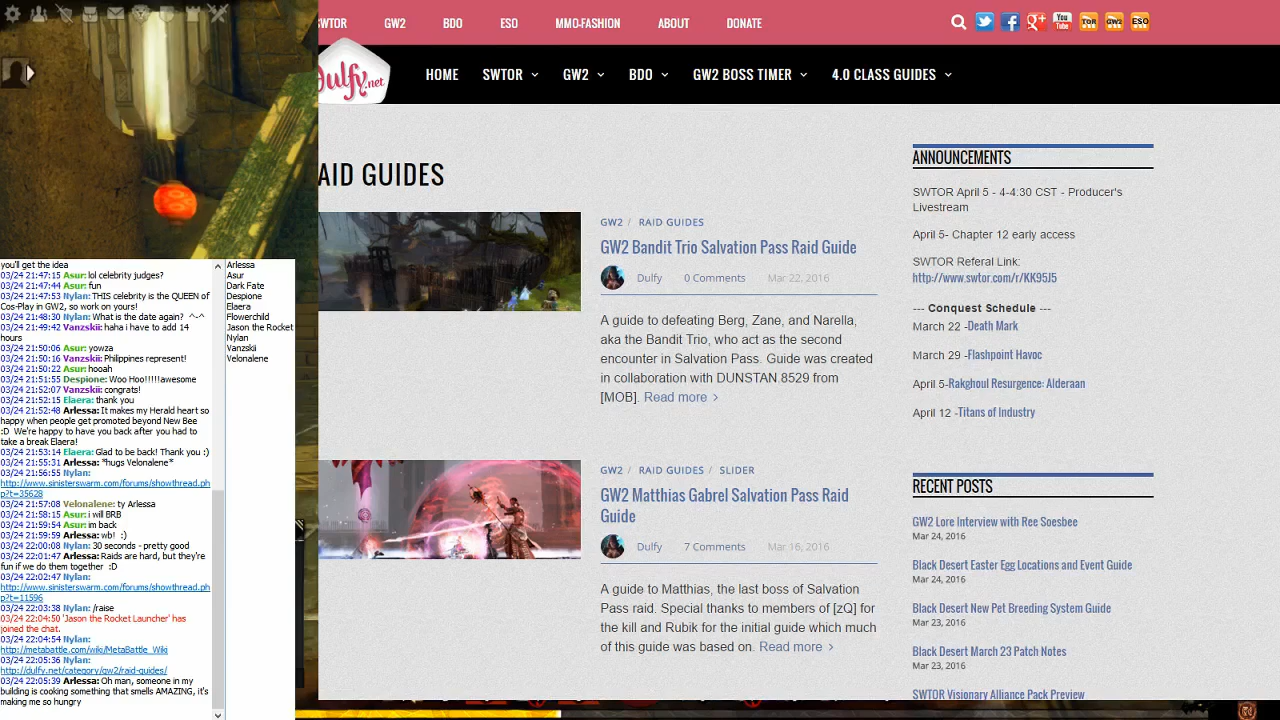 SWTOR GW2 BDO ESO MMO-FASHION ABOUT DONATE
You Tube TOR GW2 ESO
Dulfy.net
HOME SWTOR GW2 BDO GW2 BOSS TIMER 4.0 CLASS GUIDES
AID GUIDES
GW2 / RAID GUIDES
GW2 Bandit Trio Salvation Pass Raid Guide
Dulfy 0 Comments Mar 22, 2016
A guide to defeating Berg, Zane, and Narella,
aka the Bandit Trio, who act as the second
encounter in Salvation Pass. Guide was created
in collaboration with DUNSTAN.8529 from
[MOB]. Read more >
GW2 / RAID GUIDES / SLIDER
GW2 Matthias Gabrel Salvation Pass Raid
Guide
Dulfy 7 Comments Mar 16, 2016
A guide to Matthias, the last boss of Salvation
Pass raid. Special thanks to members of [zQ] for
the kill and Rubik for the initial guide which much
of this guide was based on. Read more >
ANNOUNCEMENTS
SWTOR April 5 - 4-4:30 CST - Producer's
Livestream
April 5- Chapter 12 early access
SWTOR Referal Link:
http://www.swtor.com/r/KK95J5
--- Conquest Schedule ---
March 22 -Death Mark
March 29 -Flashpoint Havoc
April 5-Rakghoul Resurgence: Alderaan
April 12 -Titans of Industry
RECENT POSTS
GW2 Lore Interview with Ree Soesbee
Mar 24, 2016
Black Desert Easter Egg Locations and Event Guide
Mar 24, 2016
Black Desert New Pet Breeding System Guide
Mar 23, 2016
Black Desert March 23 Patch Notes
Mar 23, 2016
SWTOR Visionary Alliance Pack Preview
you'll get the idea
03/24 21:47:15 Asur: lol celebrity judges?
03/24 21:47:44 Asur: fun
03/24 21:47:53 Nylan: THIS celebrity is the QUEEN of
Cos-Play in GW2, so work on yours!
03/24 21:48:30 Nylan: What is the date again? ^-^
03/24 21:49:42 Vanzskii: haha i have to add 14
hours
03/24 21:50:06 Asur: yowza
03/24 21:50:16 Vanzskii: Philippines represent!
03/24 21:50:22 Asur: hooah
03/24 21:51:55 Despione: Woo Hoo!!!!!awesome
03/24 21:52:07 Vanzskii: congrats!
03/24 21:52:15 Elaera: thank you
03/24 21:52:48 Arlessa: It makes my Herald heart so
happy when people get promoted beyond New Bee
:D We're happy to have you back after you had to
take a break Elaera!
03/24 21:53:14 Elaera: Glad to be back! Thank you :)
03/24 21:55:31 Arlessa: *hugs Velonalene*
03/24 21:56:55 Nylan:
http://www.sinisterswarm.com/forums/showthread.ph
p?t=35628
03/24 21:57:08 Velonalene: ty Arlessa
03/24 21:58:15 Asur: i will BRB
03/24 21:59:54 Asur: im back
03/24 21:59:59 Arlessa: wb! :)
03/24 22:00:08 Nylan: 30 seconds - pretty good
03/24 22:01:47 Arlessa: Raids are hard, but they're
fun if we do them together :D
03/24 22:02:47 Nylan:
http://www.sinisterswarm.com/forums/showthread.ph
p?t=11596
03/24 22:03:38 Nylan: /raise
03/24 22:04:50 'Jason the Rocket Launcher' has
joined the chat.
03/24 22:04:54 Nylan:
http://metabattle.com/wiki/MetaBattle_Wiki
03/24 22:05:36 Nylan:
http://dulfy.net/category/gw2/raid-guides/
03/24 22:05:39 Arlessa: Oh man, someone in my
building is cooking something that smells AMAZING, it's
making me so hungry
Arlessa
Asur
Dark Fate
Despione
Elaera
Flowerchild
Jason the Rocket
Nylan
Vanzskii
Velonalene